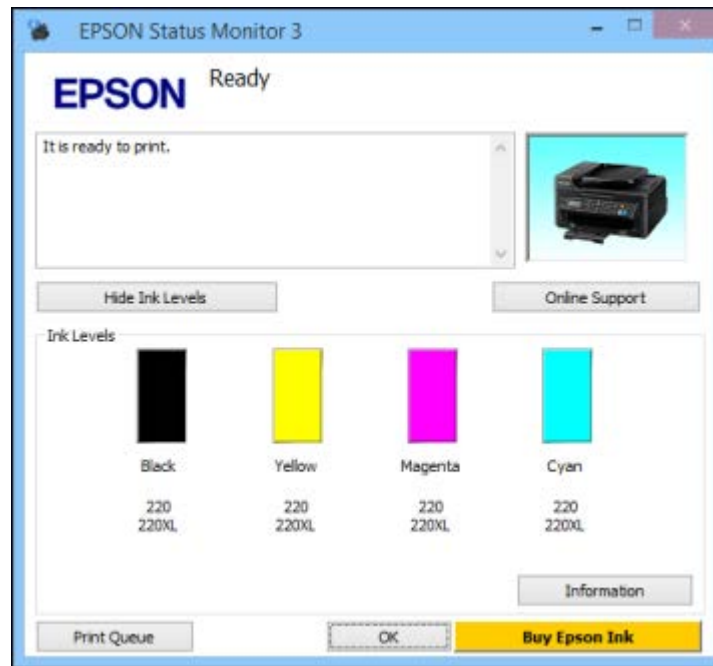 EPSON Status Monitor 3
EPSON
Ready
It is ready to print.
Hide Ink Levels
Online Support
Ink Levels
Black Yellow Magenta Cyan
220 220 220 220
220XL 220XL 220XL 220XL
Information
Print Queue
OK
Buy Epson Ink